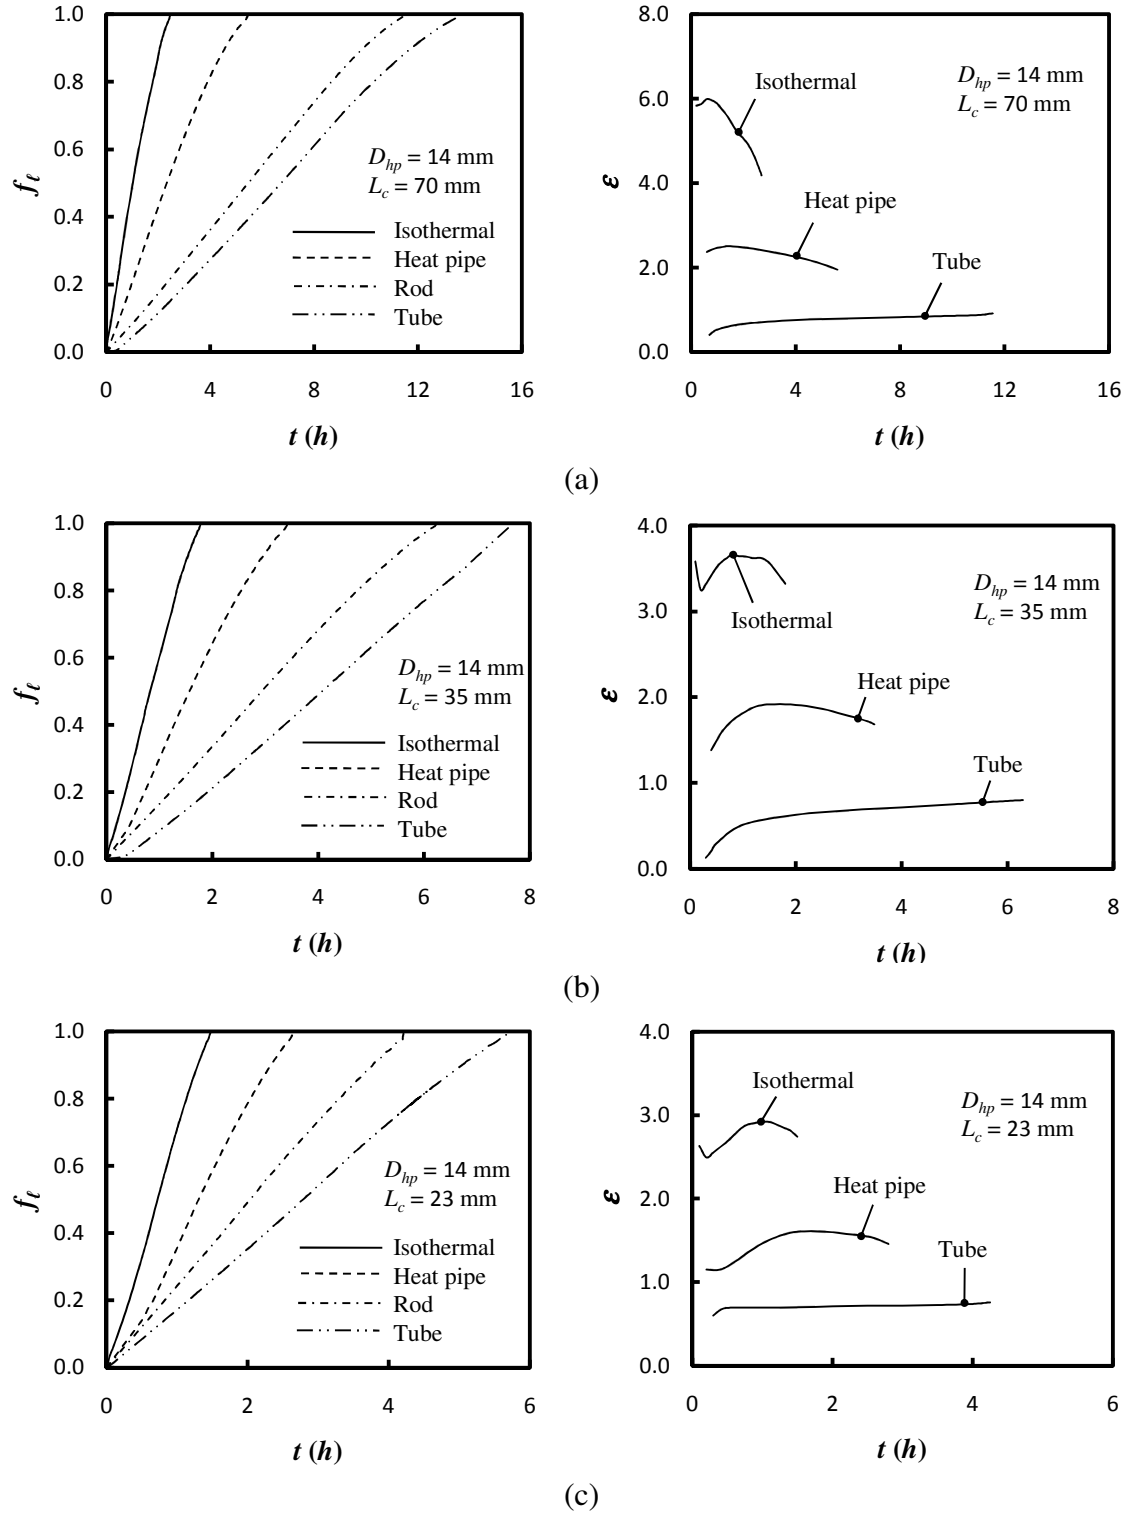 1.0
0.8
0.6
0.4
0.2
0.0
fℓ
D_hp = 14 mm
L_c = 70 mm
Isothermal
Heat pipe
Rod
Tube
0 4 8 12 16
t (h)
8.0
6.0
4.0
2.0
0.0
ε
Isothermal
D_hp = 14 mm
L_c = 70 mm
Heat pipe
Tube
0 4 8 12 16
t (h)
(a)
1.0
0.8
0.6
0.4
0.2
0.0
fℓ
D_hp = 14 mm
L_c = 35 mm
Isothermal
Heat pipe
Rod
Tube
0 2 4 6 8
t (h)
4.0
3.0
2.0
1.0
0.0
ε
D_hp = 14 mm
L_c = 35 mm
Isothermal
Heat pipe
Tube
0 2 4 6 8
t (h)
(b)
1.0
0.8
0.6
0.4
0.2
0.0
fℓ
D_hp = 14 mm
L_c = 23 mm
Isothermal
Heat pipe
Rod
Tube
0 2 4 6
t (h)
4.0
3.0
2.0
1.0
0.0
ε
Isothermal
D_hp = 14 mm
L_c = 23 mm
Heat pipe
Tube
0 2 4 6
t (h)
(c)